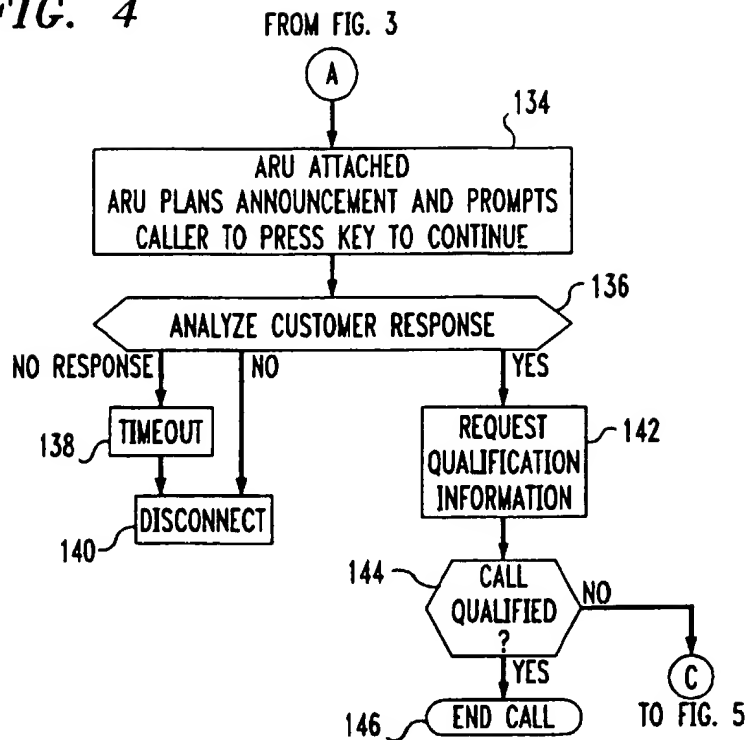 FIG. 4
FROM FIG. 3
A
134
ARU ATTACHED
ARU PLANS ANNOUNCEMENT AND PROMPTS
CALLER TO PRESS KEY TO CONTINUE
136
ANALYZE CUSTOMER RESPONSE
NO RESPONSE
NO
YES
138
TIMEOUT
REQUEST
QUALIFICATION
INFORMATION
142
140
DISCONNECT
144
CALL
QUALIFIED
?
NO
YES
C
TO FIG. 5
146
END CALL